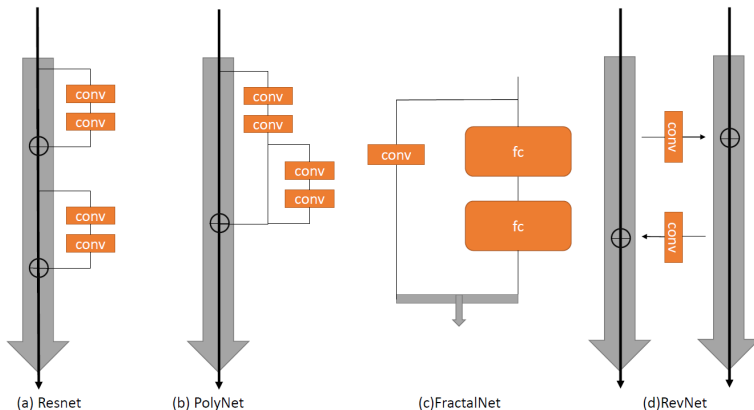 conv
conv
conv
conv
(a) Resnet
conv
conv
conv
conv
(b) PolyNet
conv
fc
fc
(c)FractalNet
conv
conv
(d)RevNet